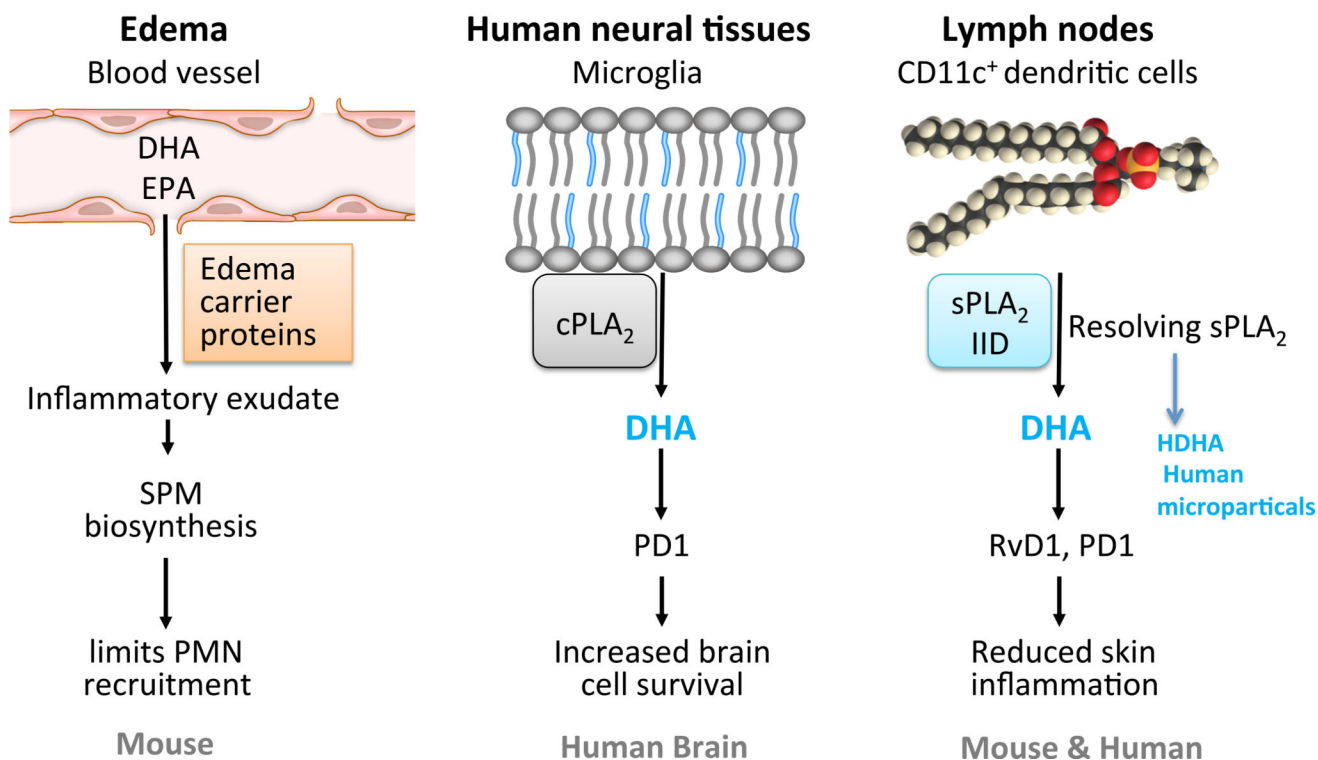 Edema
Blood vessel
DHA
EPA
Edema
carrier
proteins
Inflammatory exudate
SPM
biosynthesis
limits PMN
recruitment
Mouse
Human neural tissues
Microglia
cPLA₂
DHA
PD1
Increased brain
cell survival
Human Brain
Lymph nodes
CD11c⁺ dendritic cells
sPLA₂
IID
Resolving sPLA₂
DHA
HDHA
Human
microparticals
RvD1, PD1
Reduced skin
inflammation
Mouse & Human